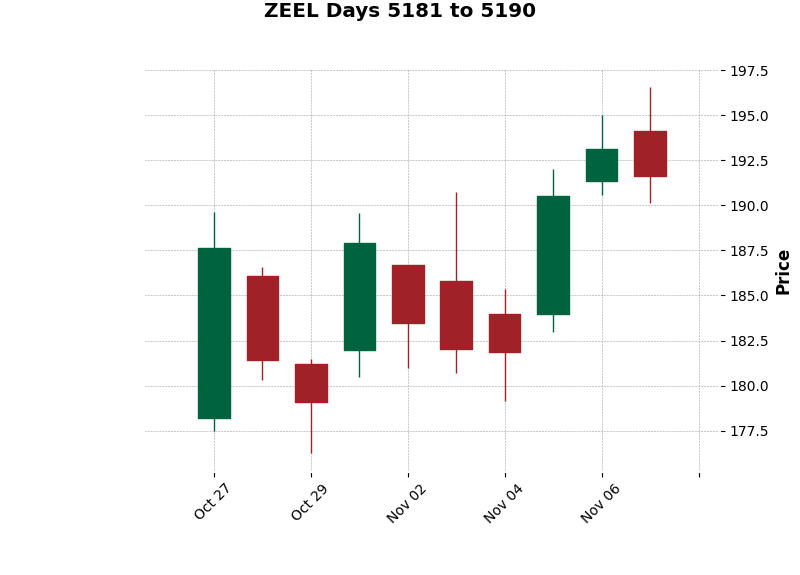 ZEEL Days 5181 to 5190
197.5
195.0
192.5
190.0
187.5
185.0
182.5
180.0
177.5
Price
Oct 27
Oct 29
Nov 02
Nov 04
Nov 06